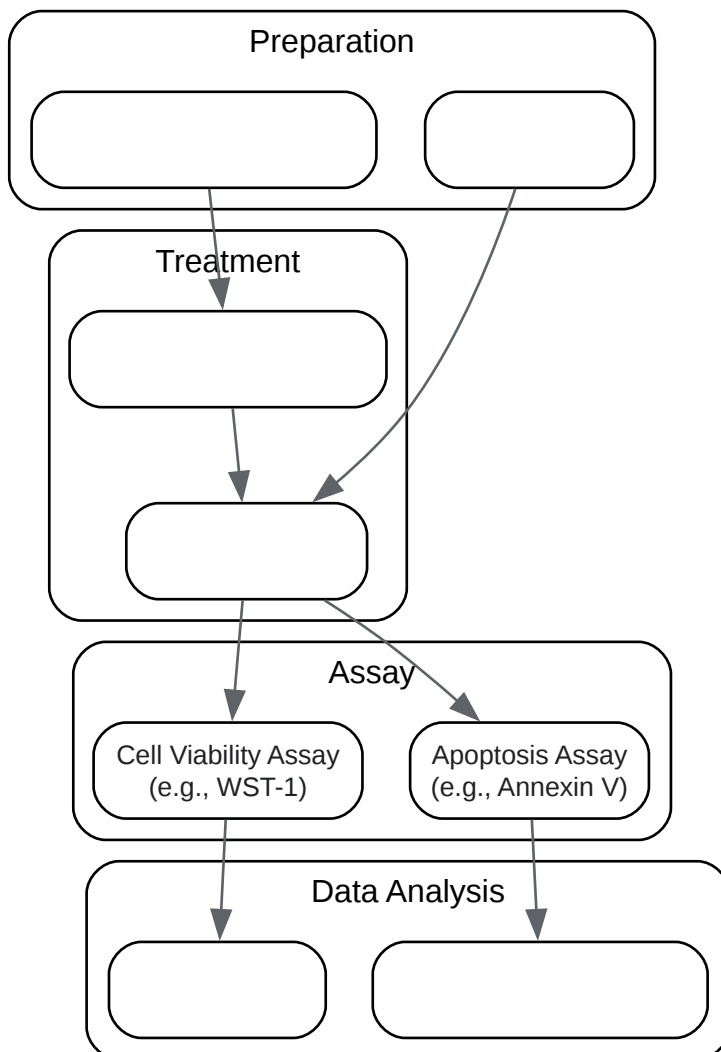 Preparation
Treatment
Assay
Cell Viability Assay
(e.g., WST-1)
Apoptosis Assay
(e.g., Annexin V)
Data Analysis